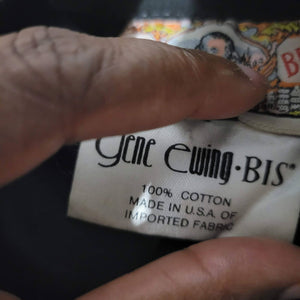 Gene Ewing·BIS®
100% COTTON
MADE IN U.S.A. OF
IMPORTED FABRIC